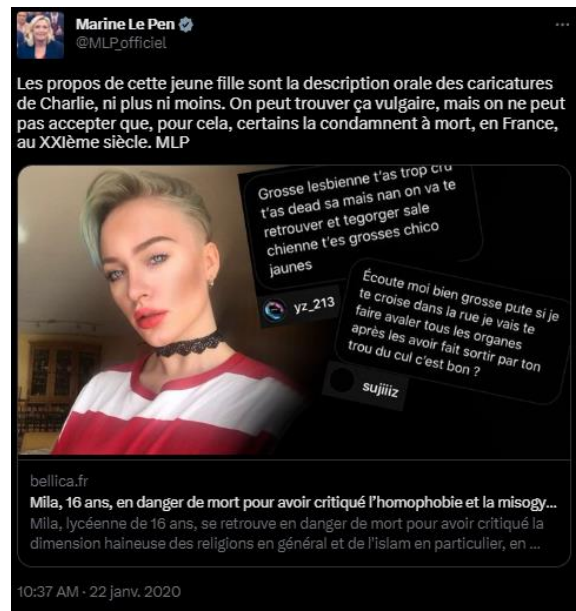 Marine Le Pen
@MLP_officiel
Les propos de cette jeune fille sont la description orale des caricatures
de Charlie, ni plus ni moins. On peut trouver ça vulgaire, mais on ne peut
pas accepter que, pour cela, certains la condamnent à mort, en France,
au XXIème siècle. MLP
Grosse lesbienne t'as trop cru
t'as dead sa mais nan on va te
retrouver et tegorger sale
chienne t'es grosses chico
jaunes
yz_213
Écoute moi bien grosse pute si je
te croise dans la rue je vais te
faire avaler tous les organes
après les avoir fait sortir par ton
trou du cul c'est bon ?
sujiiiz
bellica.fr
Mila, 16 ans, en danger de mort pour avoir critiqué l'homophobie et la misogy...
Mila, lycéenne de 16 ans, se retrouve en danger de mort pour avoir critiqué la
dimension haineuse des religions en général et de l'islam en particulier, en ...
10:37 AM · 22 janv. 2020